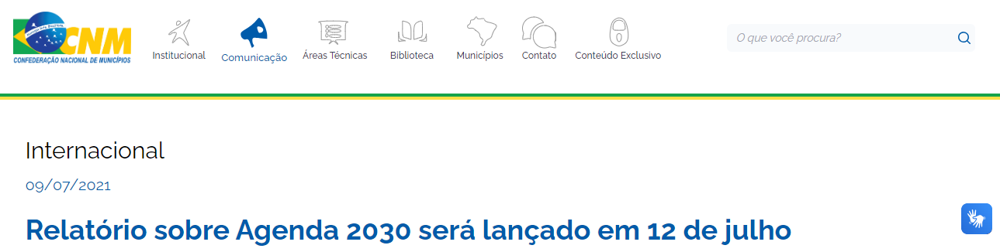 CNM
CONFEDERAÇÃO NACIONAL DE MUNICÍPIOS
Institucional
Comunicação
Áreas Técnicas
Biblioteca
Municípios
Contato
Conteúdo Exclusivo
O que você procura?
Internacional
09/07/2021
Relatório sobre Agenda 2030 será lançado em 12 de julho